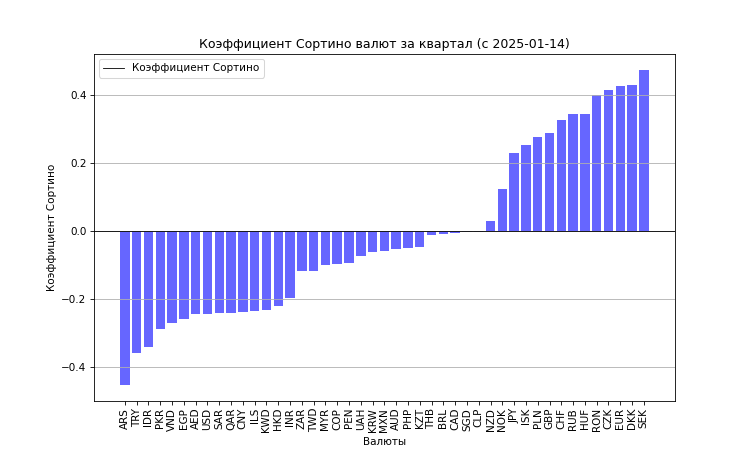 Коэффициент Сортино валют за квартал (с 2025-01-14)
Коэффициент Сортино
0.4
0.2
0.0
−0.2
−0.4
Коэффициент Сортино
ARS TRY IDR PKR VND EGP AED USD SAR QAR CNY ILS KWD HKD INR ZAR TWD MYR COP PEN UAH KRW MXN AUD PHP KZT THB BRL CAD SGD CLP NZD NOK JPY ISK PLN GBP CHF RUB HUF RON CZK EUR DKK SEK
Валюты